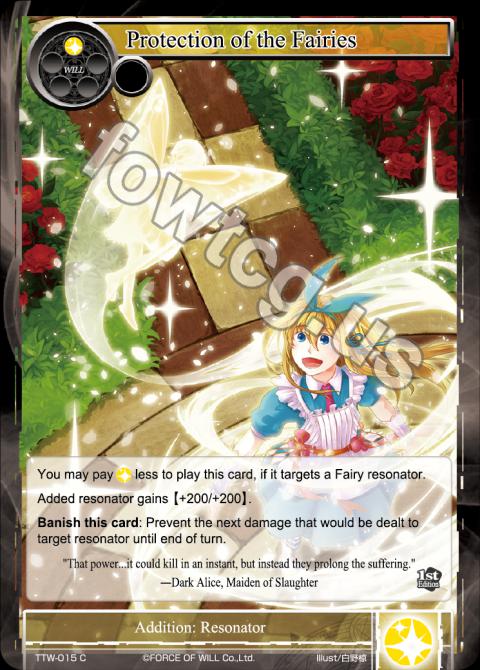 Protection of the Fairies
WILL
fowtcg.us
You may pay less to play this card, if it targets a Fairy resonator.
Added resonator gains 【+200/+200】.
Banish this card: Prevent the next damage that would be dealt to
target resonator until end of turn.
"That power...it could kill in an instant, but instead they prolong the suffering."
—Dark Alice, Maiden of Slaughter
1st
Edition
Addition: Resonator
TTW-015 C ©FORCE OF WILL Co.,Ltd. Illust/白野椋